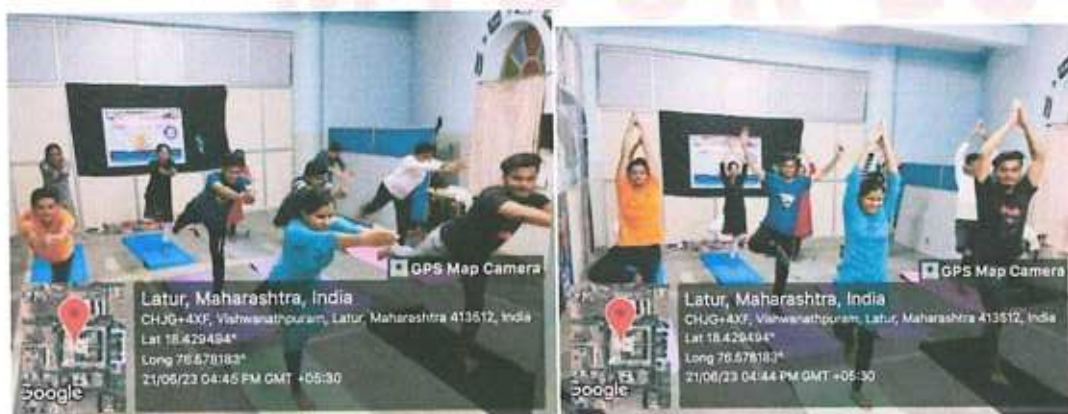 GPS Map Camera
Latur, Maharashtra, India
CHJG+4XF, Vishwanathpuram, Latur, Maharashtra 413512, India
Lat 18.429494°
Long 76.578183°
21/06/23 04:45 PM GMT +05:30
Google
GPS Map Camera
Latur, Maharashtra, India
CHJG+4XF, Vishwanathpuram, Latur, Maharashtra 413512, India
Lat 18.429494°
Long 76.578183°
21/06/23 04:44 PM GMT +05:30
Google